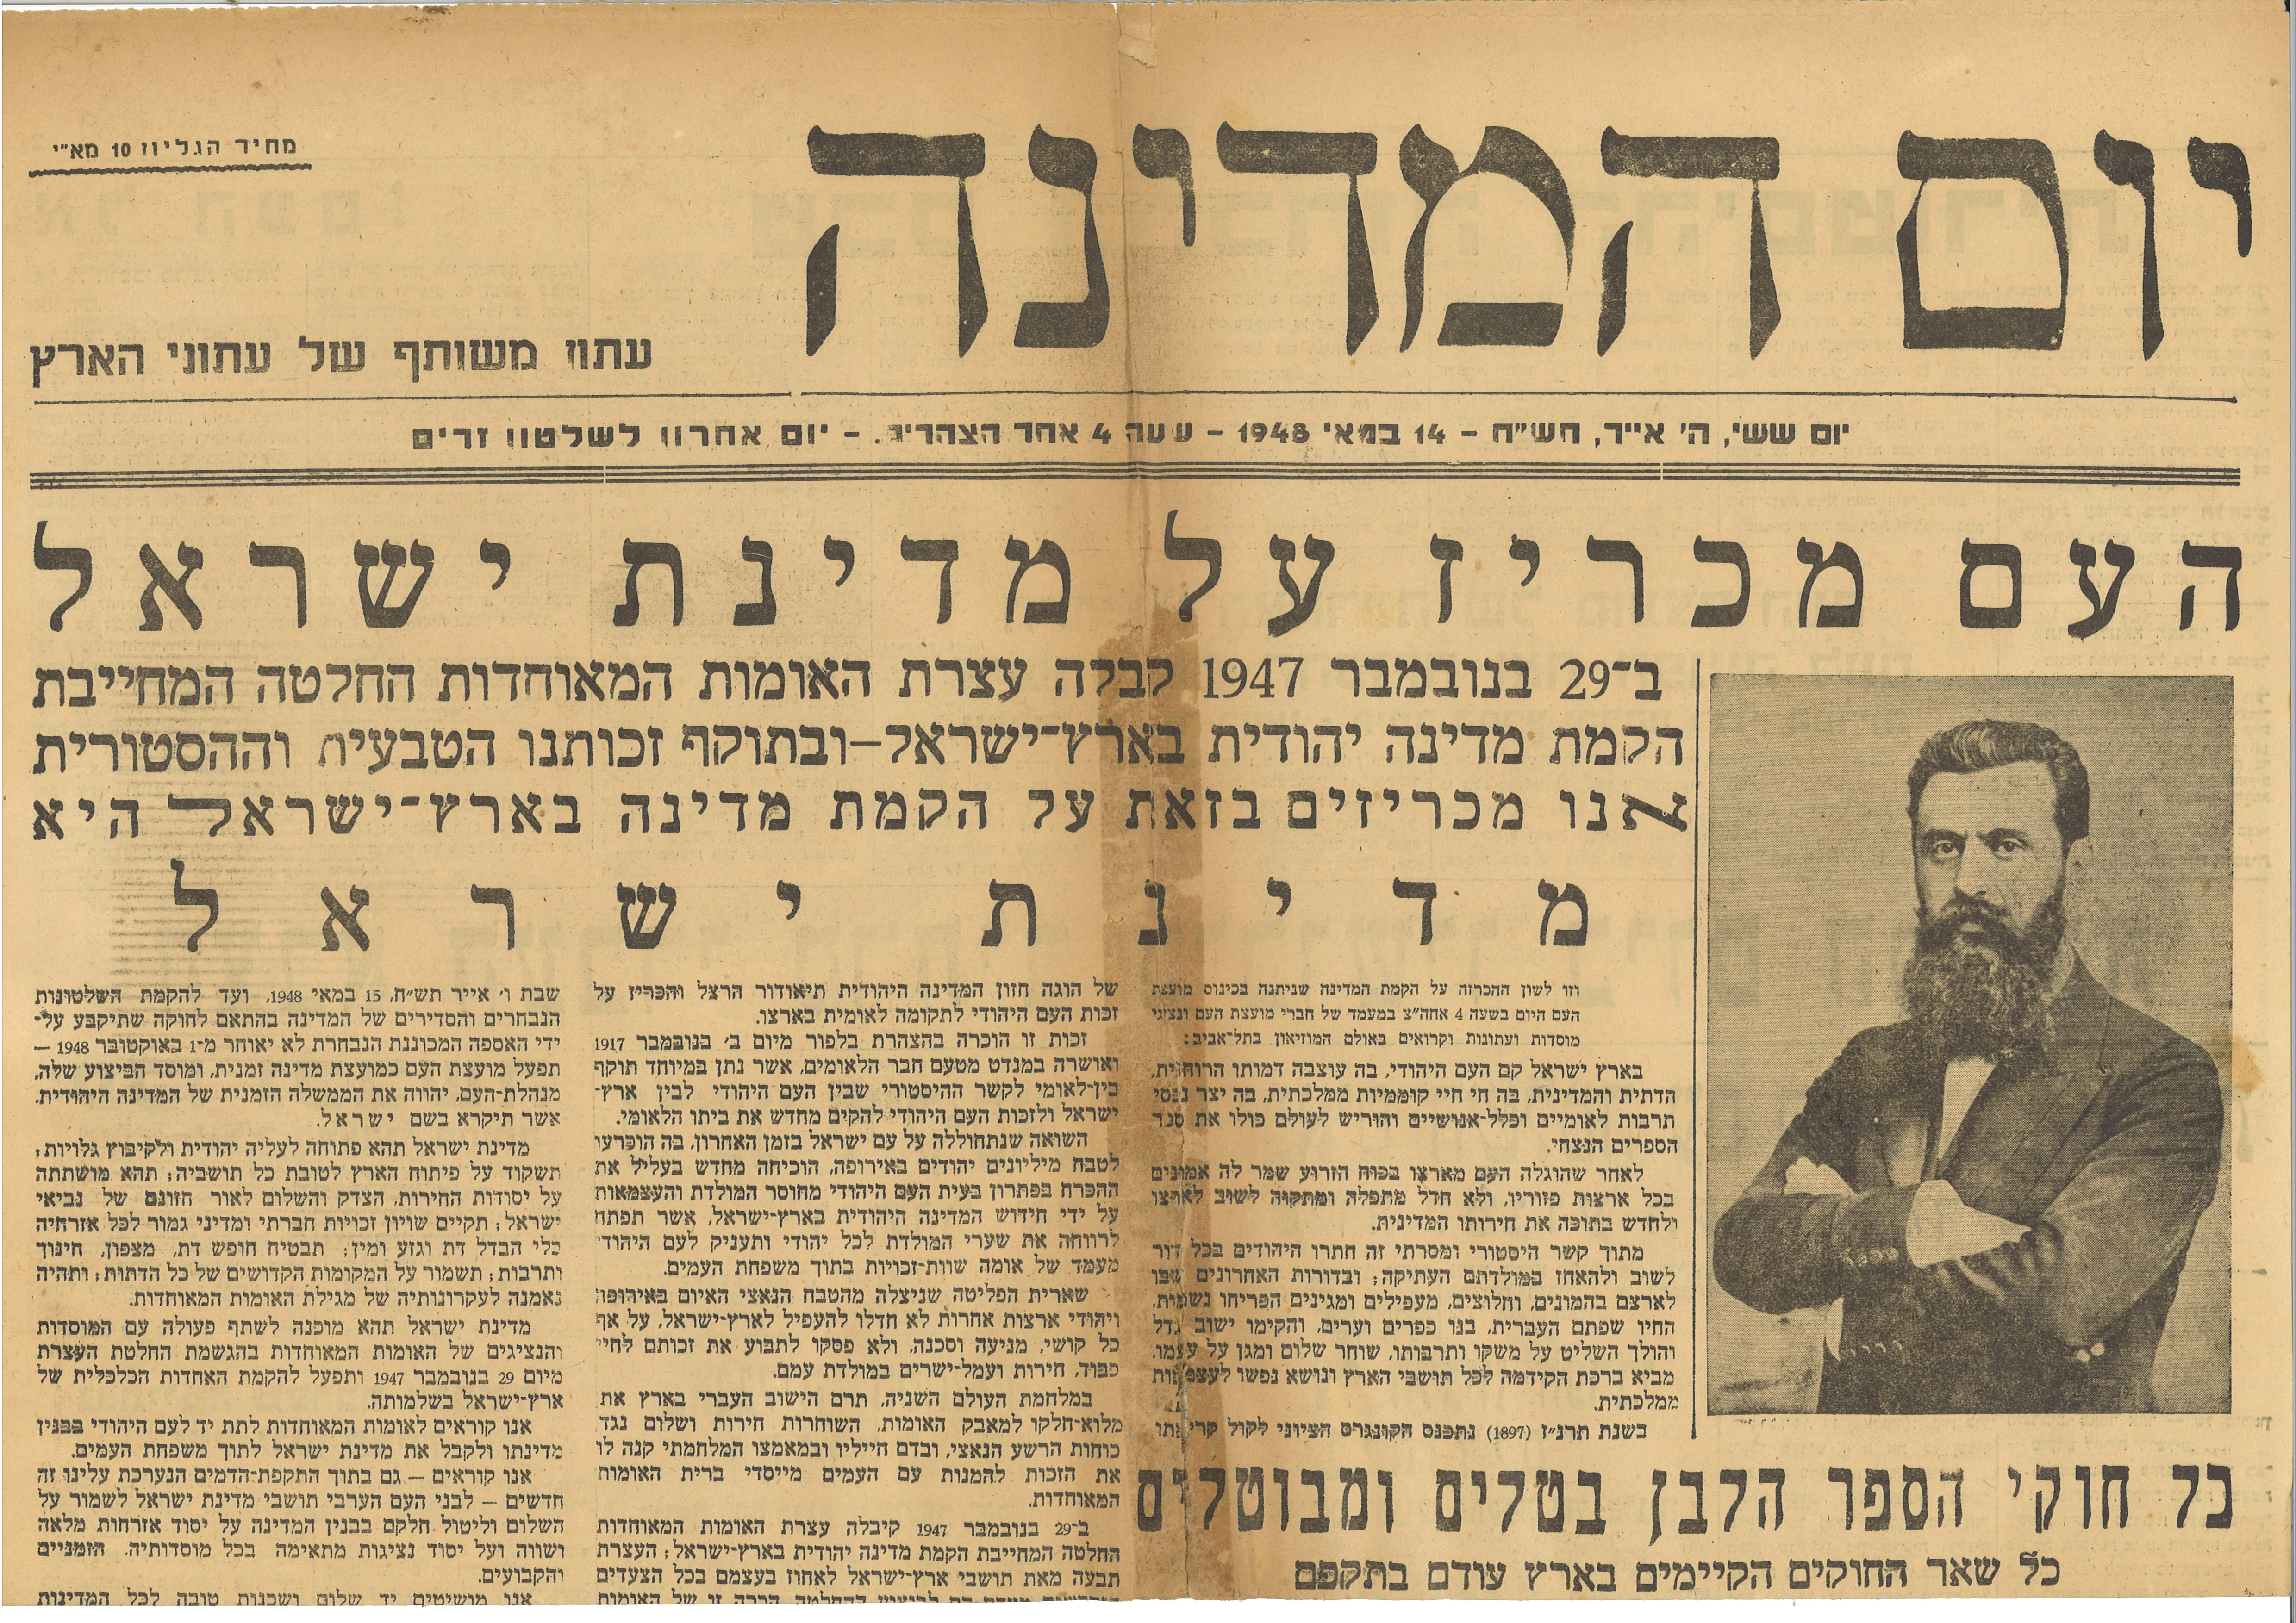 יום המדינה
מחיר הגליון 10 מא"י
עתון משותף של עתוני הארץ
יום ששי, ה' אייר, תש"ח – 14 במאי 1948 – שעה 4 אחר הצהרים. – יום אחרון לשלטון זרים
העם מכריז על מדינת ישראל
ב־29 בנובמבר 1947 קבלה עצרת האומות המאוחדות החלטה המחייבת
הקמת מדינה יהודית בארץ־ישראל–ובתוקף זכותנו הטבעית וההסטורית
אנו מכריזים בזאת על הקמת מדינה בארץ־ישראל היא
מדינת ישראל
וזו לשון ההכרזה על הקמת המדינה שניתנה בכינוס מועצת
העם היום בשעה 4 אחה"צ במעמד של חברי מועצת העם ונציגי
מוסדות ועתונות וקרואים באולם המוזיאון בתל־אביב:
בארץ ישראל קם העם היהודי, בה עוצבה דמותו הרוחנית,
הדתית והמדינית, בה חי חיי קוממיות ממלכתית, בה יצר נכסי
תרבות לאומיים וכלל־אנושיים והוריש לעולם כולו את ספר
הספרים הנצחי.
לאחר שהוגלה העם מארצו בכוח הזרוע שמר לה אמונים
בכל ארצות פזוריו, ולא חדל מתפלה ומתקוה לשוב לארצו
ולחדש בתוכה את חירותו המדינית.
מתוך קשר היסטורי ומסרתי זה חתרו היהודים בכל דור
לשוב ולהאחז במולדתם העתיקה; ובדורות האחרונים שבו
לארצם בהמונים, וחלוצים, מעפילים ומגינים הפריחו נשמות,
החיו שפתם העברית, בנו כפרים וערים, והקימו ישוב גדל
והולך השליט על משקו ותרבותו, שוחר שלום ומגן על עצמו,
מביא ברכת הקידמה לכל תושבי הארץ ונושא נפשו לעצמאות
ממלכתית.
בשנת תרנ"ז (1897) נתכנס הקונגרס הציוני לקול קריאתו
של הוגה חזון המדינה היהודית תיאודור הרצל והכריז על
זכות העם היהודי לתקומה לאומית בארצו.
זכות זו הוכרה בהצהרת בלפור מיום ב' בנובמבר 1917
ואושרה במנדט מטעם חבר הלאומים, אשר נתן במיוחד תוקף
בין־לאומי לקשר ההיסטורי שבין העם היהודי לבין ארץ־
ישראל ולזכות העם היהודי להקים מחדש את ביתו הלאומי.
השואה שנתחוללה על עם ישראל בזמן האחרון, בה הוכרעו
לטבח מיליונים יהודים באירופה, הוכיחה מחדש בעליל את
ההכרח בפתרון בעית העם היהודי מחוסר המולדת והעצמאות
על ידי חידוש המדינה היהודית בארץ־ישראל, אשר תפתח
לרווחה את שערי המולדת לכל יהודי ותעניק לעם היהודי
מעמד של אומה שוות־זכויות בתוך משפחת העמים.
שארית הפליטה שניצלה מהטבח הנאצי האיום באירופה
ויהודי ארצות אחרות לא חדלו להעפיל לארץ־ישראל, על אף
כל קושי, מניעה וסכנה, ולא פסקו לתבוע את זכותם לחיי
כבוד, חירות ועמל־ישרים במולדת עמם.
במלחמת העולם השניה, תרם הישוב העברי בארץ את
מלוא־חלקו למאבק האומות, השוחרות חירות ושלום נגד
כוחות הרשע הנאצי, ובדם חייליו ובמאמצו המלחמתי קנה לו
את הזכות להמנות עם העמים מייסדי ברית האומות
המאוחדות.
ב־29 בנובמבר 1947 קיבלה עצרת האומות המאוחדות
החלטה המחייבת הקמת מדינה יהודית בארץ־ישראל; העצרת
תבעה מאת תושבי ארץ־ישראל לאחוז בעצמם בכל הצעדים
שבת ו' אייר תש"ח, 15 במאי 1948, ועד להקמת השלטונות
הנבחרים והסדירים של המדינה בהתאם לחוקה שתיקבע על־
ידי האספה המכוננת הנבחרת לא יאוחר מ־1 באוקטובר 1948 —
תפעל מועצת העם כמועצת מדינה זמנית, ומוסד הביצוע שלה,
מנהלת־העם, יהווה את הממשלה הזמנית של המדינה היהודית,
אשר תיקרא בשם ישראל.
מדינת ישראל תהא פתוחה לעליה יהודית ולקיבוץ גלויות;
תשקוד על פיתוח הארץ לטובת כל תושביה; תהא מושתתה
על יסודות החירות, הצדק והשלום לאור חזונם של נביאי
ישראל; תקיים שויון זכויות חברתי ומדיני גמור לכל אזרחיה
בלי הבדל דת וגזע ומין; תבטיח חופש דת, מצפון, חינוך
ותרבות; תשמור על המקומות הקדושים של כל הדתות; ותהיה
נאמנה לעקרונותיה של מגילת האומות המאוחדות.
מדינת ישראל תהא מוכנה לשתף פעולה עם המוסדות
והנציגים של האומות המאוחדות בהגשמת החלטת העצרת
מיום 29 בנובמבר 1947 ותפעל להקמת האחדות הכלכלית של
ארץ־ישראל בשלמותה.
אנו קוראים לאומות המאוחדות לתת יד לעם היהודי בבנין
מדינתו ולקבל את מדינת ישראל לתוך משפחת העמים.
אנו קוראים — גם בתוך התקפת־הדמים הנערכת עלינו זה
חדשים — לבני העם הערבי תושבי מדינת ישראל לשמור על
השלום וליטול חלקם בבנין המדינה על יסוד אזרחות מלאה
ושווה ועל יסוד נציגות מתאימה בכל מוסדותיה, הזמניים
והקבועים.
אנו מושיטים יד שלום ושכנות טובה לכל המדינות
כל חוקי הספר הלבן בטלים ומבוטלים
כל שאר החוקים הקיימים בארץ עודם בתקפם